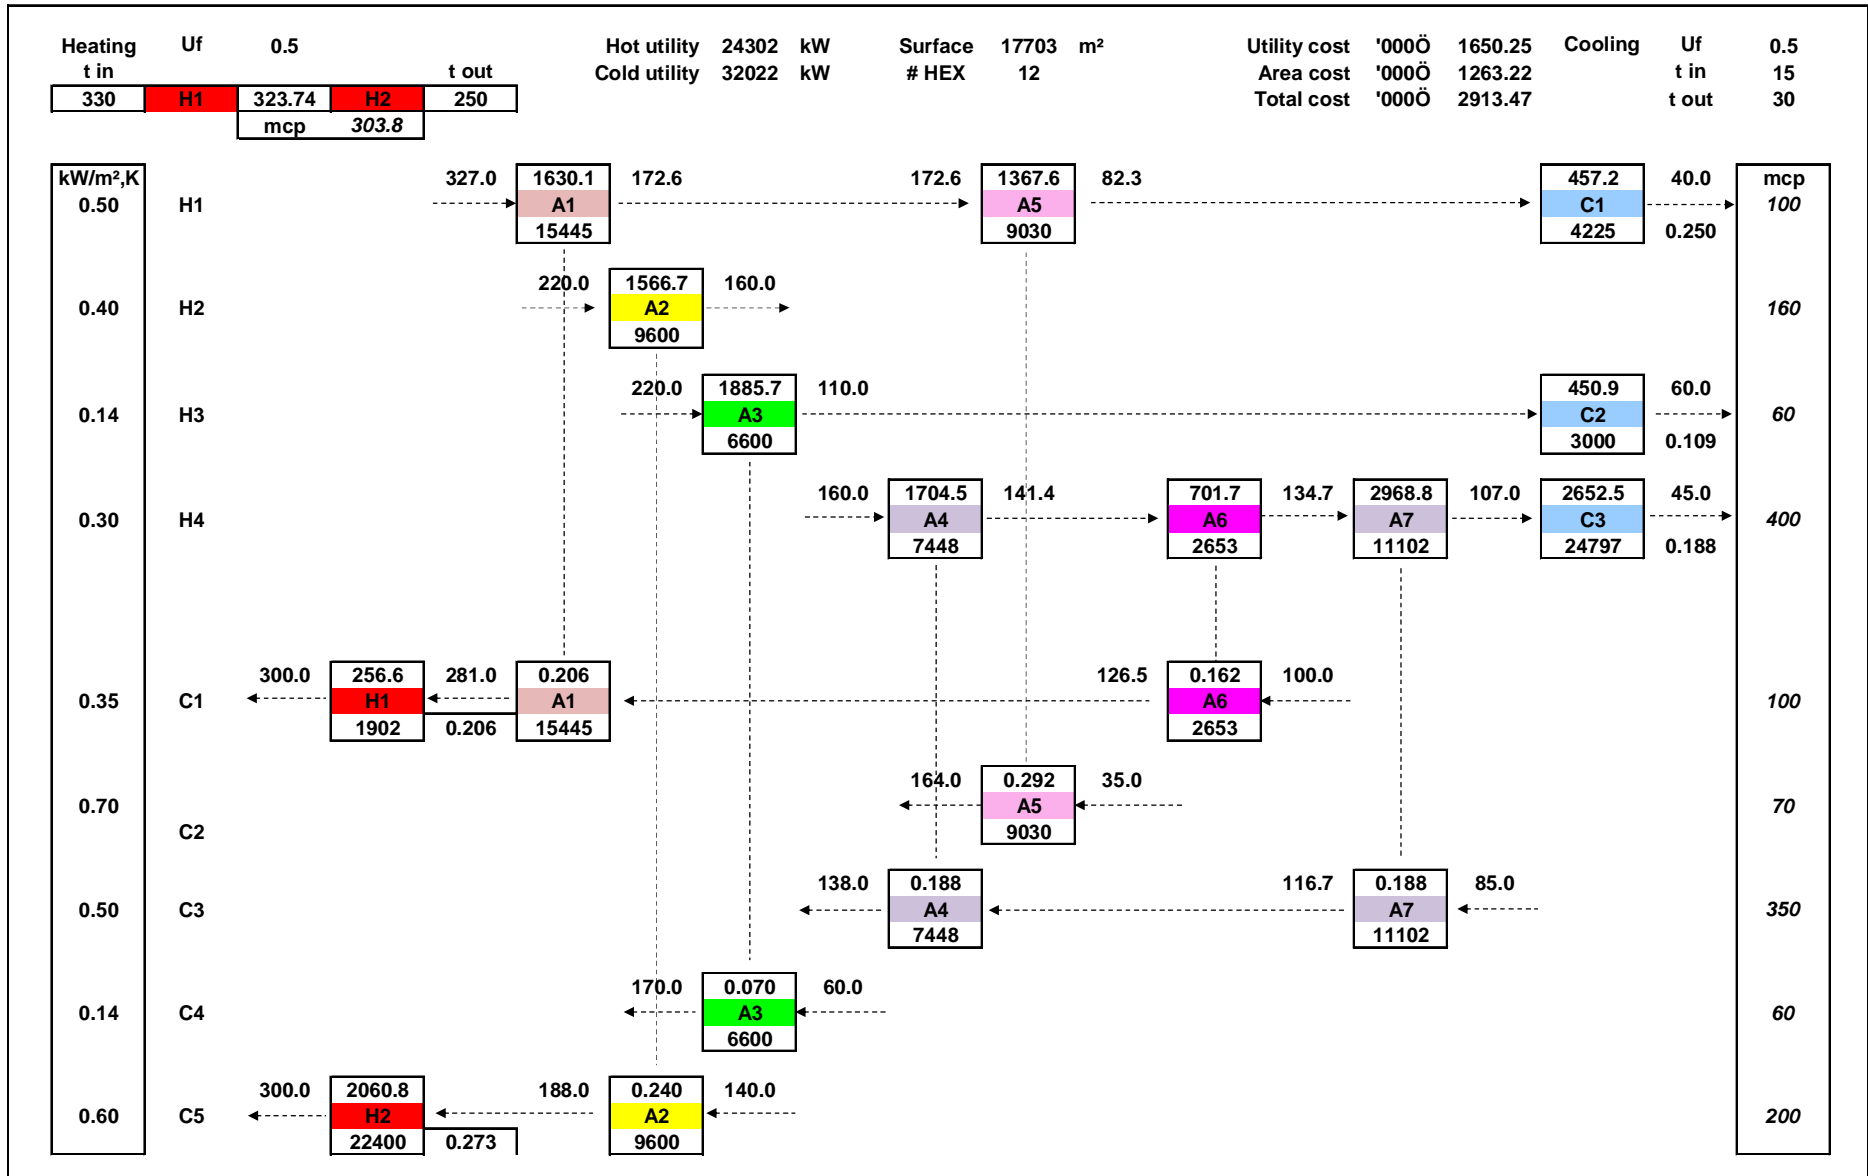 Heating Uf 0.5 Hot utility 24302 kW Surface 17703 m² Utility cost '000Ö 1650.25 Cooling Uf 0.5
t in t out Cold utility 32022 kW # HEX 12 Area cost '000Ö 1263.22 t in 15
330 H1 323.74 H2 250 Total cost '000Ö 2913.47 t out 30
mcp 303.8
kW/m²,K 327.0 1630.1 172.6 172.6 1367.6 82.3 457.2 40.0 mcp
0.50 H1 A1 A5 C1 100
15445 9030 4225 0.250
220.0 1566.7 160.0
0.40 H2 A2 160
9600
220.0 1885.7 110.0 450.9 60.0
0.14 H3 A3 C2 60
6600 3000 0.109
160.0 1704.5 141.4 701.7 134.7 2968.8 107.0 2652.5 45.0
0.30 H4 A4 A6 A7 C3 400
7448 2653 11102 24797 0.188
300.0 256.6 281.0 0.206 126.5 0.162 100.0
0.35 C1 H1 A1 A6 100
1902 0.206 15445 2653
164.0 0.292 35.0
0.70 A5 70
C2 9030
138.0 0.188 116.7 0.188 85.0
0.50 C3 A4 A7 350
7448 11102
170.0 0.070 60.0
0.14 C4 A3 60
6600
300.0 2060.8 188.0 0.240 140.0
0.60 C5 H2 A2 200
22400 0.273 9600